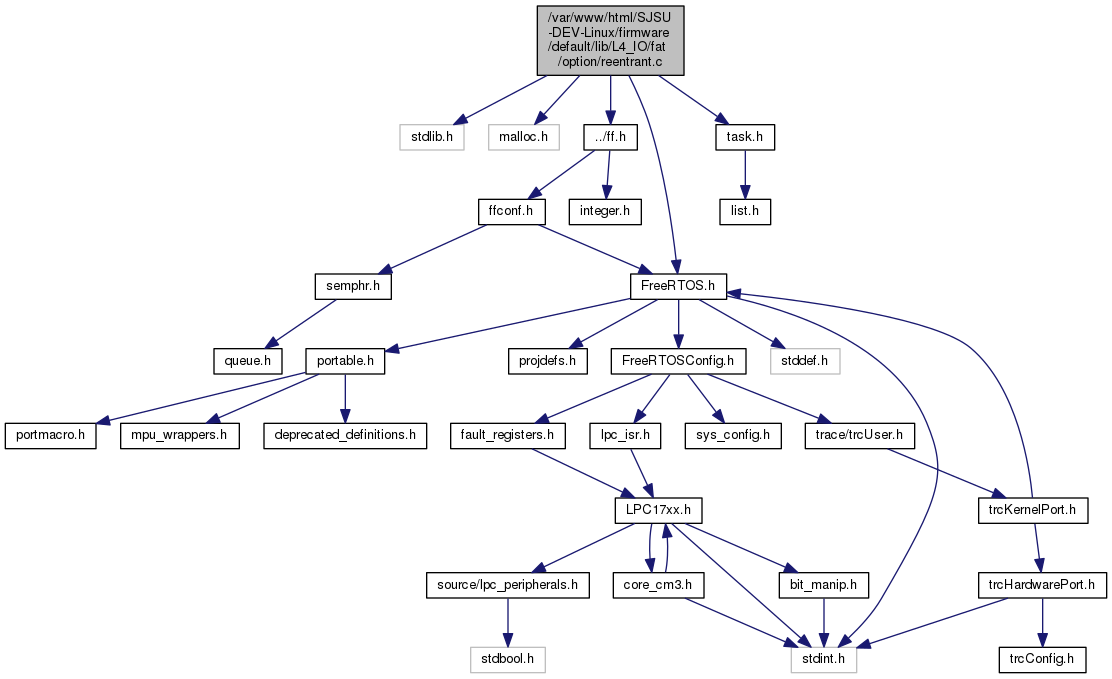 /var/www/html/SJSU
-DEV-Linux/firmware
/default/lib/L4_IO/fat
/option/reentrant.c
stdlib.h
malloc.h
../ff.h
task.h
ffconf.h
integer.h
list.h
semphr.h
FreeRTOS.h
queue.h
portable.h
projdefs.h
FreeRTOSConfig.h
stddef.h
portmacro.h
mpu_wrappers.h
deprecated_definitions.h
fault_registers.h
lpc_isr.h
sys_config.h
trace/trcUser.h
LPC17xx.h
trcKernelPort.h
source/lpc_peripherals.h
core_cm3.h
bit_manip.h
trcHardwarePort.h
stdbool.h
stdint.h
trcConfig.h